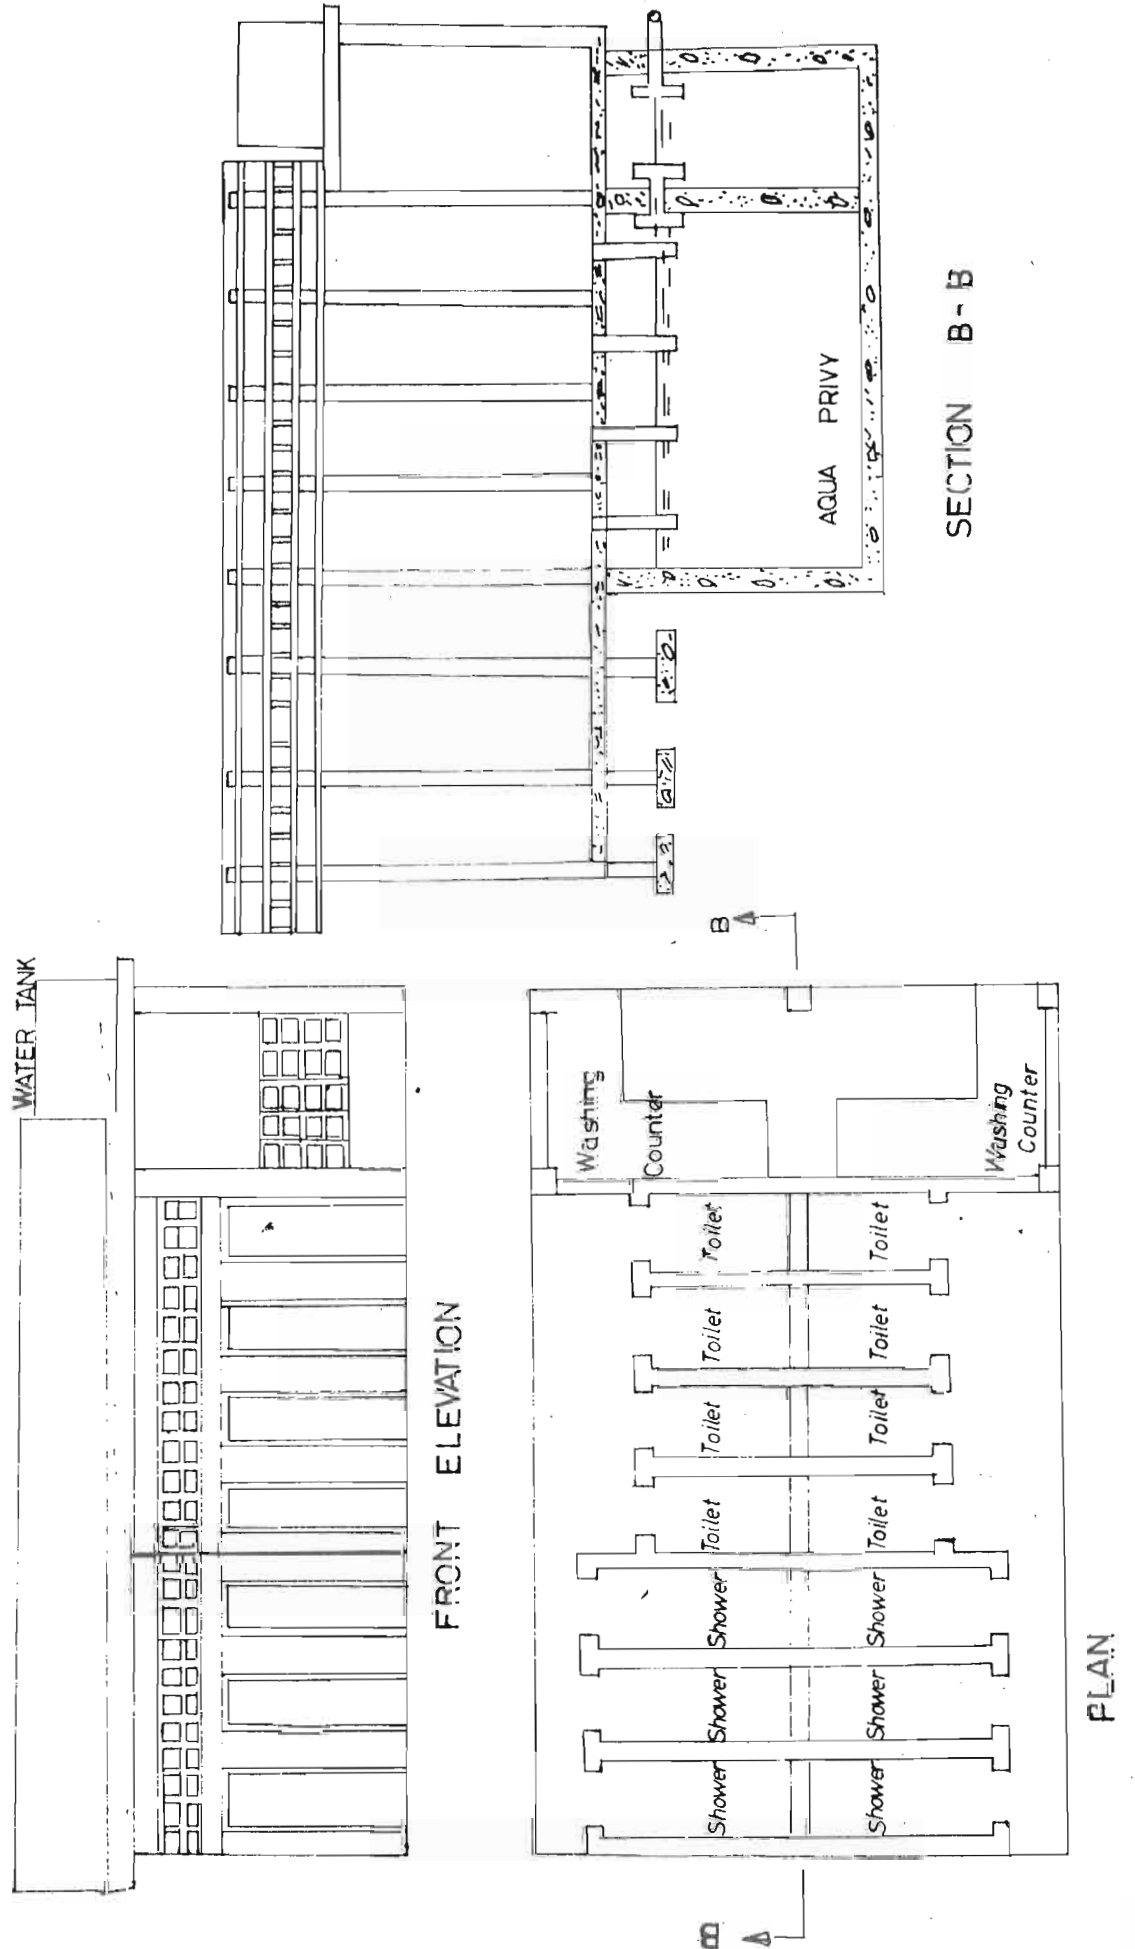 WATER TANK
FRONT ELEVATION
B
B
Washing
Counter
Washing
Counter
Shower Shower Shower Toilet Toilet Toilet Toilet
Shower Shower Shower Toilet Toilet Toilet Toilet
PLAN
AQUA PRIVY
SECTION B-B